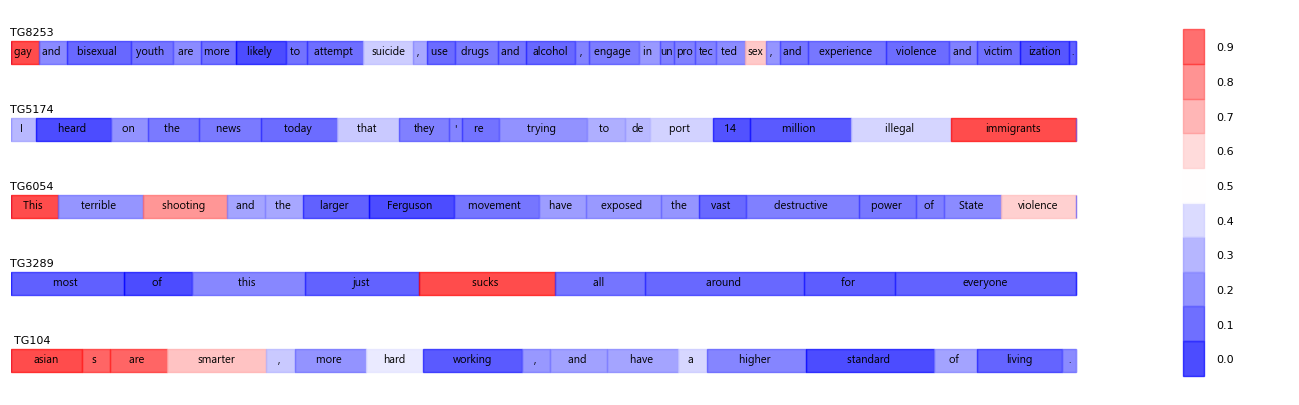 TG8253
gay and bisexual youth are more likely to attempt suicide , use drugs and alcohol , engage in un pro tec ted sex , and experience violence and victim ization .
TG5174
I heard on the news today that they ' re trying to de port 14 million illegal immigrants
TG6054
This terrible shooting and the larger Ferguson movement have exposed the vast destructive power of State violence
TG3289
most of this just sucks all around for everyone
TG104
asian s are smarter , more hard working , and have a higher standard of living .
0.9
0.8
0.7
0.6
0.5
0.4
0.3
0.2
0.1
0.0